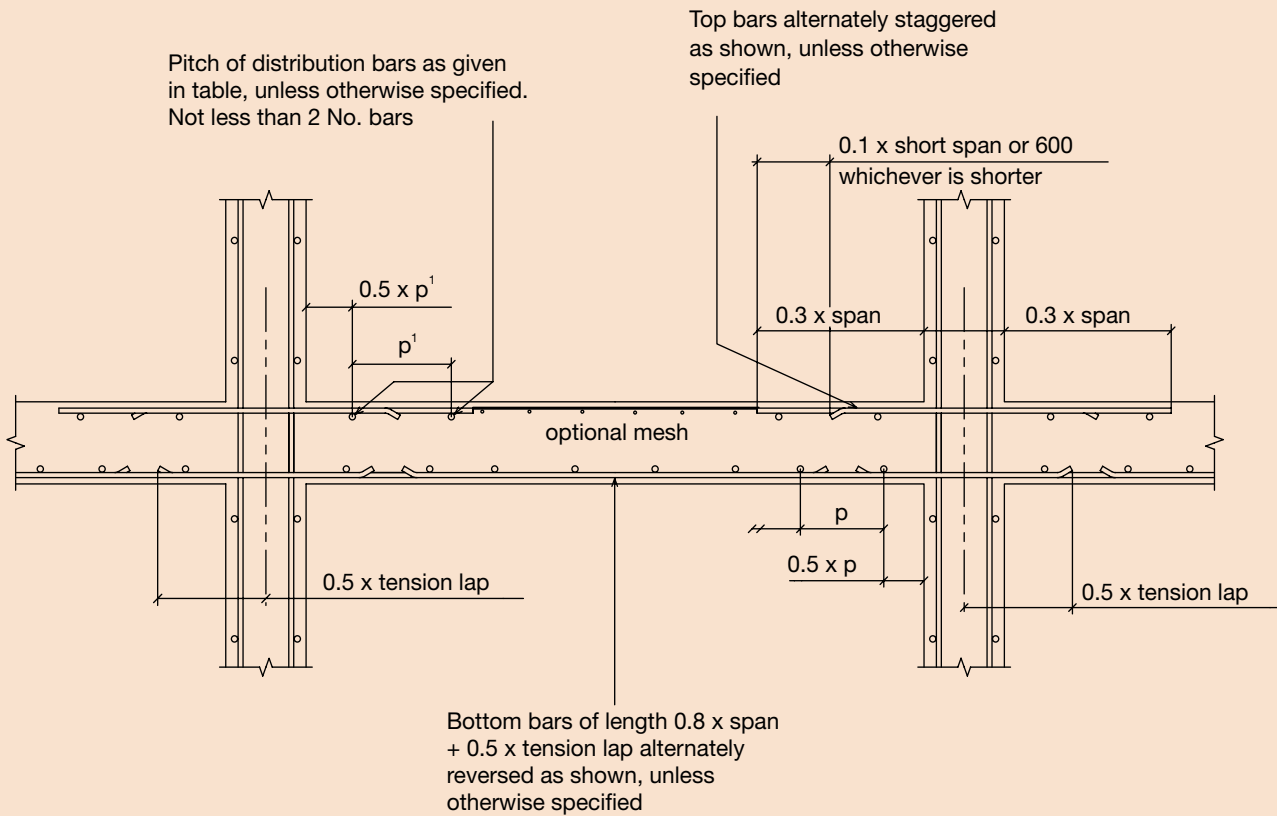 Top bars alternately staggered
as shown, unless otherwise
specified
Pitch of distribution bars as given
in table, unless otherwise specified.
Not less than 2 No. bars
0.1 x short span or 600
whichever is shorter
0.5 x p¹
0.3 x span
0.3 x span
p¹
optional mesh
p
0.5 x p
0.5 x tension lap
0.5 x tension lap
Bottom bars of length 0.8 x span
+ 0.5 x tension lap alternately
reversed as shown, unless
otherwise specified